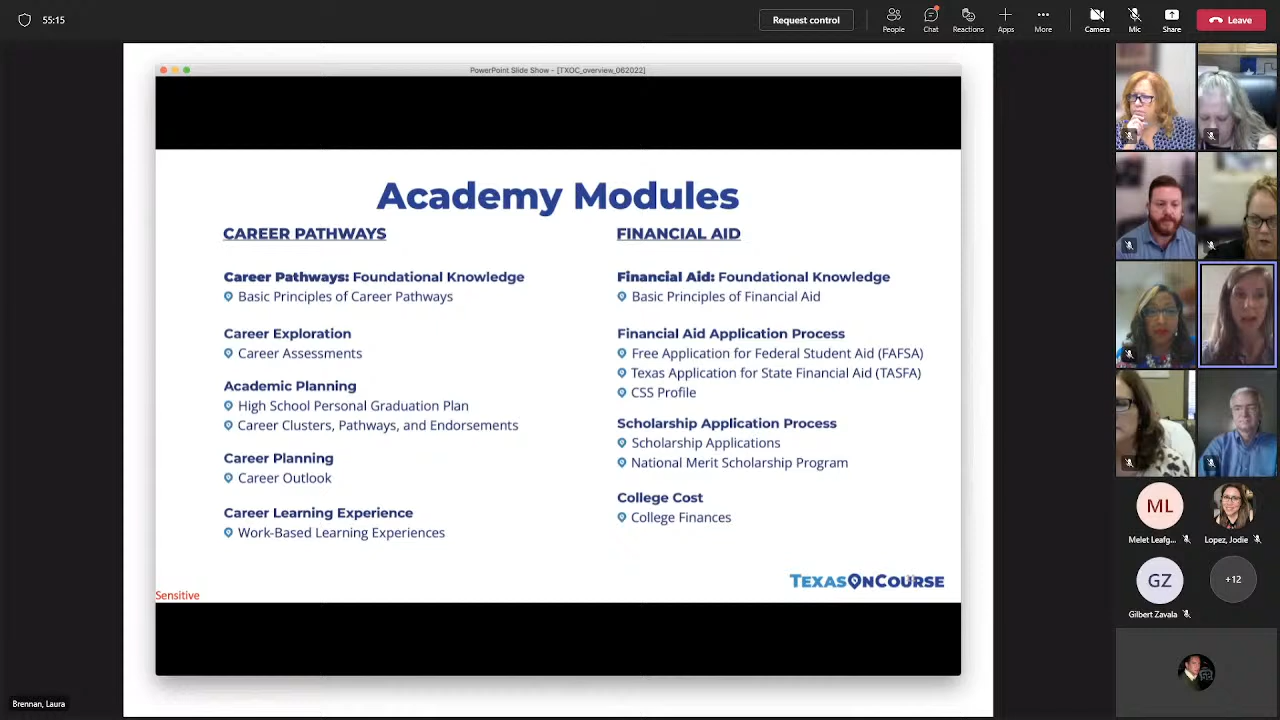 55:15
Request control
People
Chat
Reactions
Apps
More
Camera
Mic
Share
Leave
PowerPoint Slide Show - [TXOC_overview_062022]
Academy Modules
CAREER PATHWAYS
Career Pathways: Foundational Knowledge
Basic Principles of Career Pathways
Career Exploration
Career Assessments
Academic Planning
High School Personal Graduation Plan
Career Clusters, Pathways, and Endorsements
Career Planning
Career Outlook
Career Learning Experience
Work-Based Learning Experiences
FINANCIAL AID
Financial Aid: Foundational Knowledge
Basic Principles of Financial Aid
Financial Aid Application Process
Free Application for Federal Student Aid (FAFSA)
Texas Application for State Financial Aid (TASFA)
CSS Profile
Scholarship Application Process
Scholarship Applications
National Merit Scholarship Program
College Cost
College Finances
TEXASONCOURSE
Sensitive
ML
Melet Leafg...
Lopez, Jodie
GZ
Gilbert Zavala
+12
Brennan, Laura